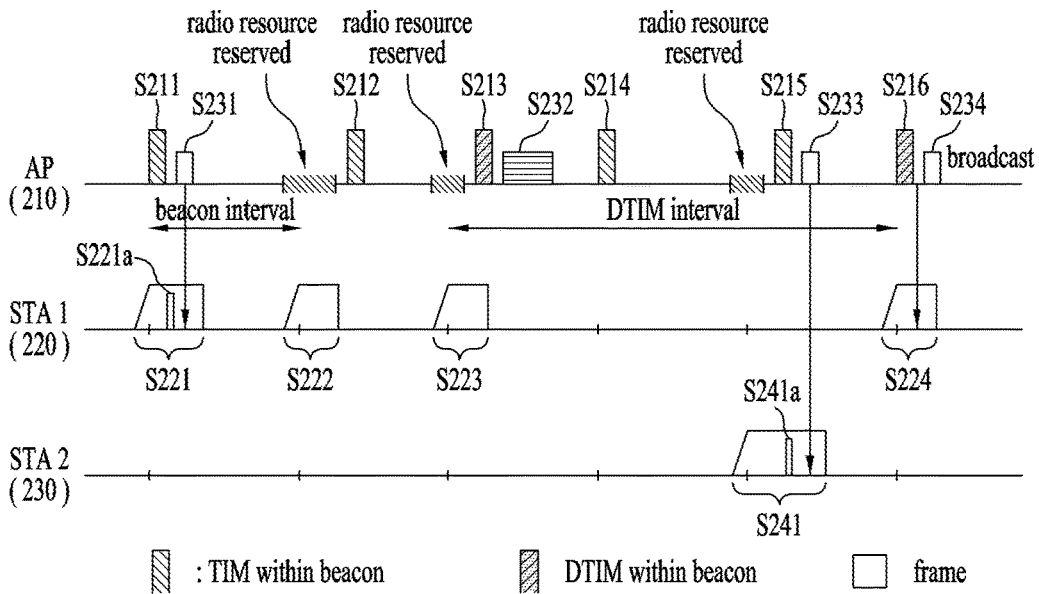 radio resource
reserved
radio resource
reserved
radio resource
reserved
S211
S231
S212
S213
S232
S214
S215
S233
S216
S234
AP
( 210 )
broadcast
beacon interval
DTIM interval
S221a
STA 1
( 220 )
S221
S222
S223
S224
S241a
STA 2
( 230 )
S241
: TIM within beacon
DTIM within beacon
frame